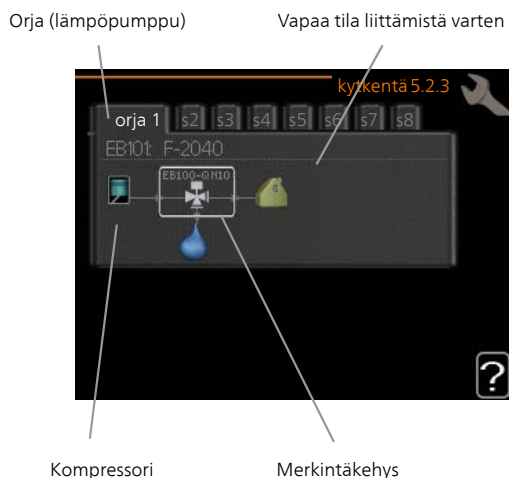 Orja (lämpöpumppu) Vapaa tila liittämistä varten
kytkentä 5.2.3
orja 1 s2 s3 s4 s5 s6 s7 s8
EB101: F-2040
EB100-QN10
?
Kompressori Merkintäkehys